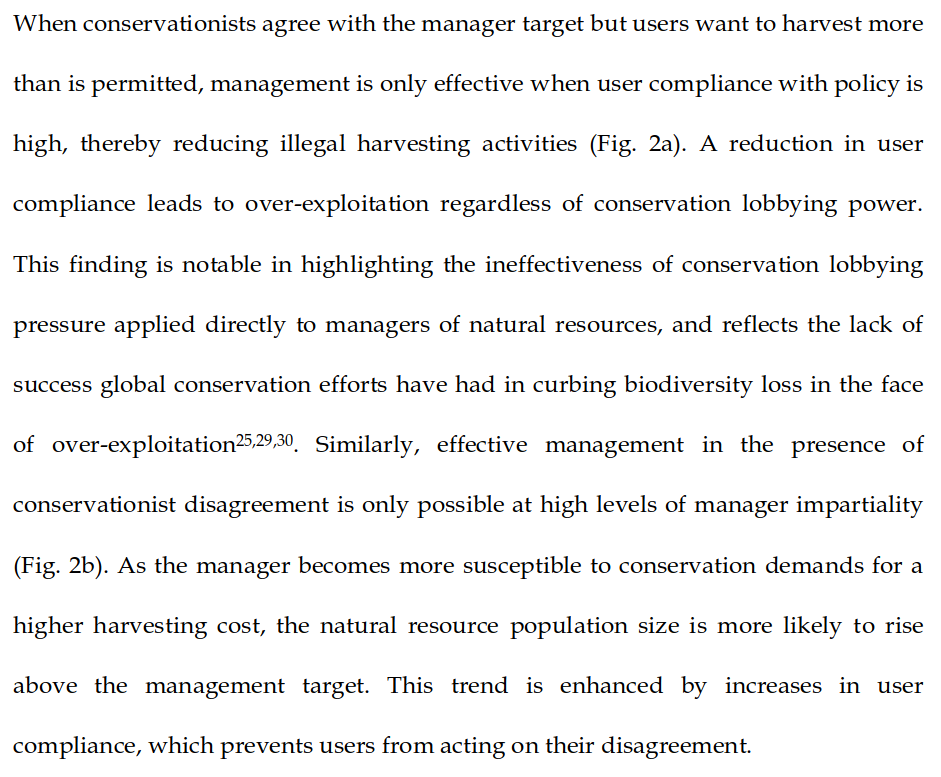 When conservationists agree with the manager target but users want to harvest more
than is permitted, management is only effective when user compliance with policy is
high, thereby reducing illegal harvesting activities (Fig. 2a). A reduction in user
compliance leads to over-exploitation regardless of conservation lobbying power.
This finding is notable in highlighting the ineffectiveness of conservation lobbying
pressure applied directly to managers of natural resources, and reflects the lack of
success global conservation efforts have had in curbing biodiversity loss in the face
of over-exploitation25,29,30. Similarly, effective management in the presence of
conservationist disagreement is only possible at high levels of manager impartiality
(Fig. 2b). As the manager becomes more susceptible to conservation demands for a
higher harvesting cost, the natural resource population size is more likely to rise
above the management target. This trend is enhanced by increases in user
compliance, which prevents users from acting on their disagreement.